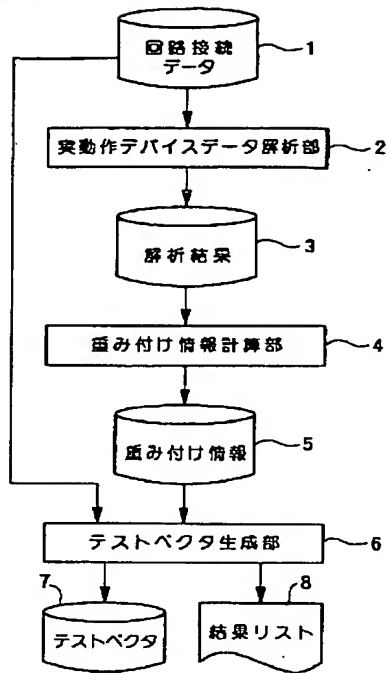 回路接続
データ
1
実動作デバイスデータ解析部
2
解析結果
3
重み付け情報計算部
4
重み付け情報
5
テストベクタ生成部
6
7
テストベクタ
8
結果リスト